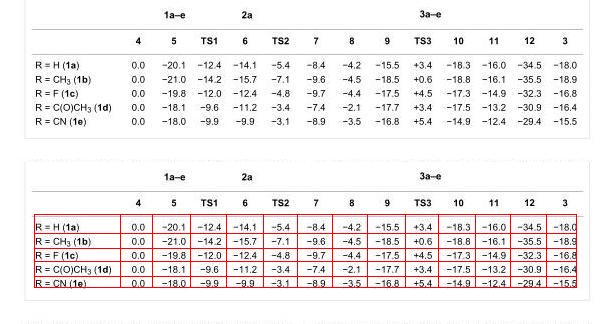 1a–e 2a 3a–e
4 5 TS1 6 TS2 7 8 9 TS3 10 11 12 3
R = H (1a) 0.0 −20.1 −12.4 −14.1 −5.4 −8.4 −4.2 −15.5 +3.4 −18.3 −16.0 −34.5 −18.0
R = CH₃ (1b) 0.0 −21.0 −14.2 −15.7 −7.1 −9.6 −4.5 −18.5 +0.6 −18.8 −16.1 −35.5 −18.9
R = F (1c) 0.0 −19.8 −12.0 −12.4 −4.8 −9.7 −4.4 −17.5 +4.5 −17.3 −14.9 −32.3 −16.8
R = C(O)CH₃ (1d) 0.0 −18.1 −9.6 −11.2 −3.4 −7.4 −2.1 −17.7 +3.4 −17.5 −13.2 −30.9 −16.4
R = CN (1e) 0.0 −18.0 −9.9 −9.9 −3.1 −8.9 −3.5 −16.8 +5.4 −14.9 −12.4 −29.4 −15.5
1a–e 2a 3a–e
4 5 TS1 6 TS2 7 8 9 TS3 10 11 12 3
R = H (1a) 0.0 −20.1 −12.4 −14.1 −5.4 −8.4 −4.2 −15.5 +3.4 −18.3 −16.0 −34.5 −18.0
R = CH₃ (1b) 0.0 −21.0 −14.2 −15.7 −7.1 −9.6 −4.5 −18.5 +0.6 −18.8 −16.1 −35.5 −18.9
R = F (1c) 0.0 −19.8 −12.0 −12.4 −4.8 −9.7 −4.4 −17.5 +4.5 −17.3 −14.9 −32.3 −16.8
R = C(O)CH₃ (1d) 0.0 −18.1 −9.6 −11.2 −3.4 −7.4 −2.1 −17.7 +3.4 −17.5 −13.2 −30.9 −16.4
R = CN (1e) 0.0 −18.0 −9.9 −9.9 −3.1 −8.9 −3.5 −16.8 +5.4 −14.9 −12.4 −29.4 −15.5